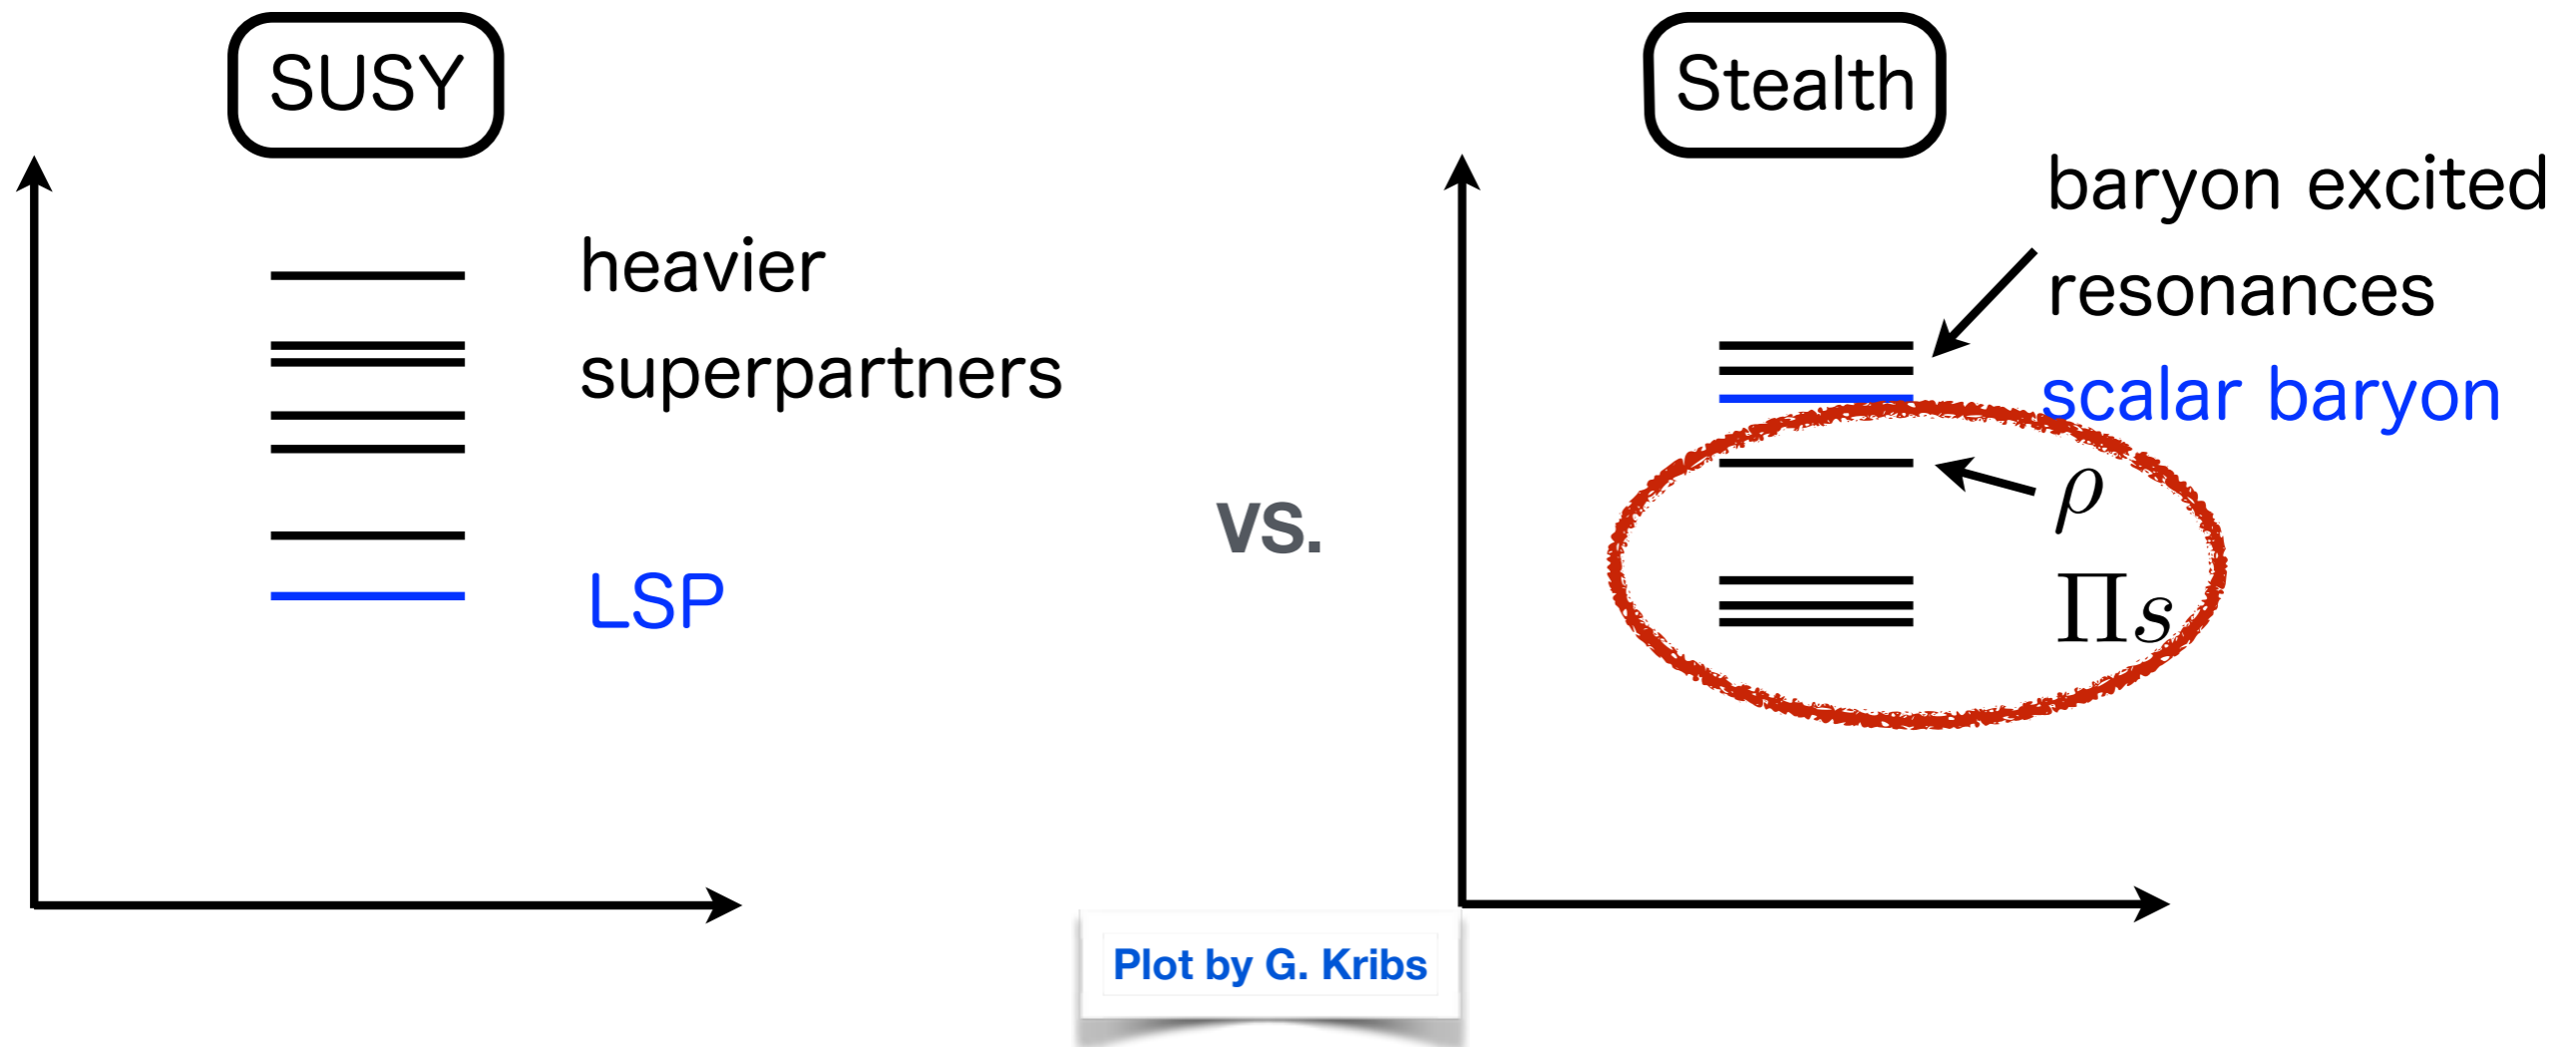 SUSY
heavier
superpartners
LSP
vs.
Stealth
baryon excited
resonances
scalar baryon
ρ
Πs
Plot by G. Kribs